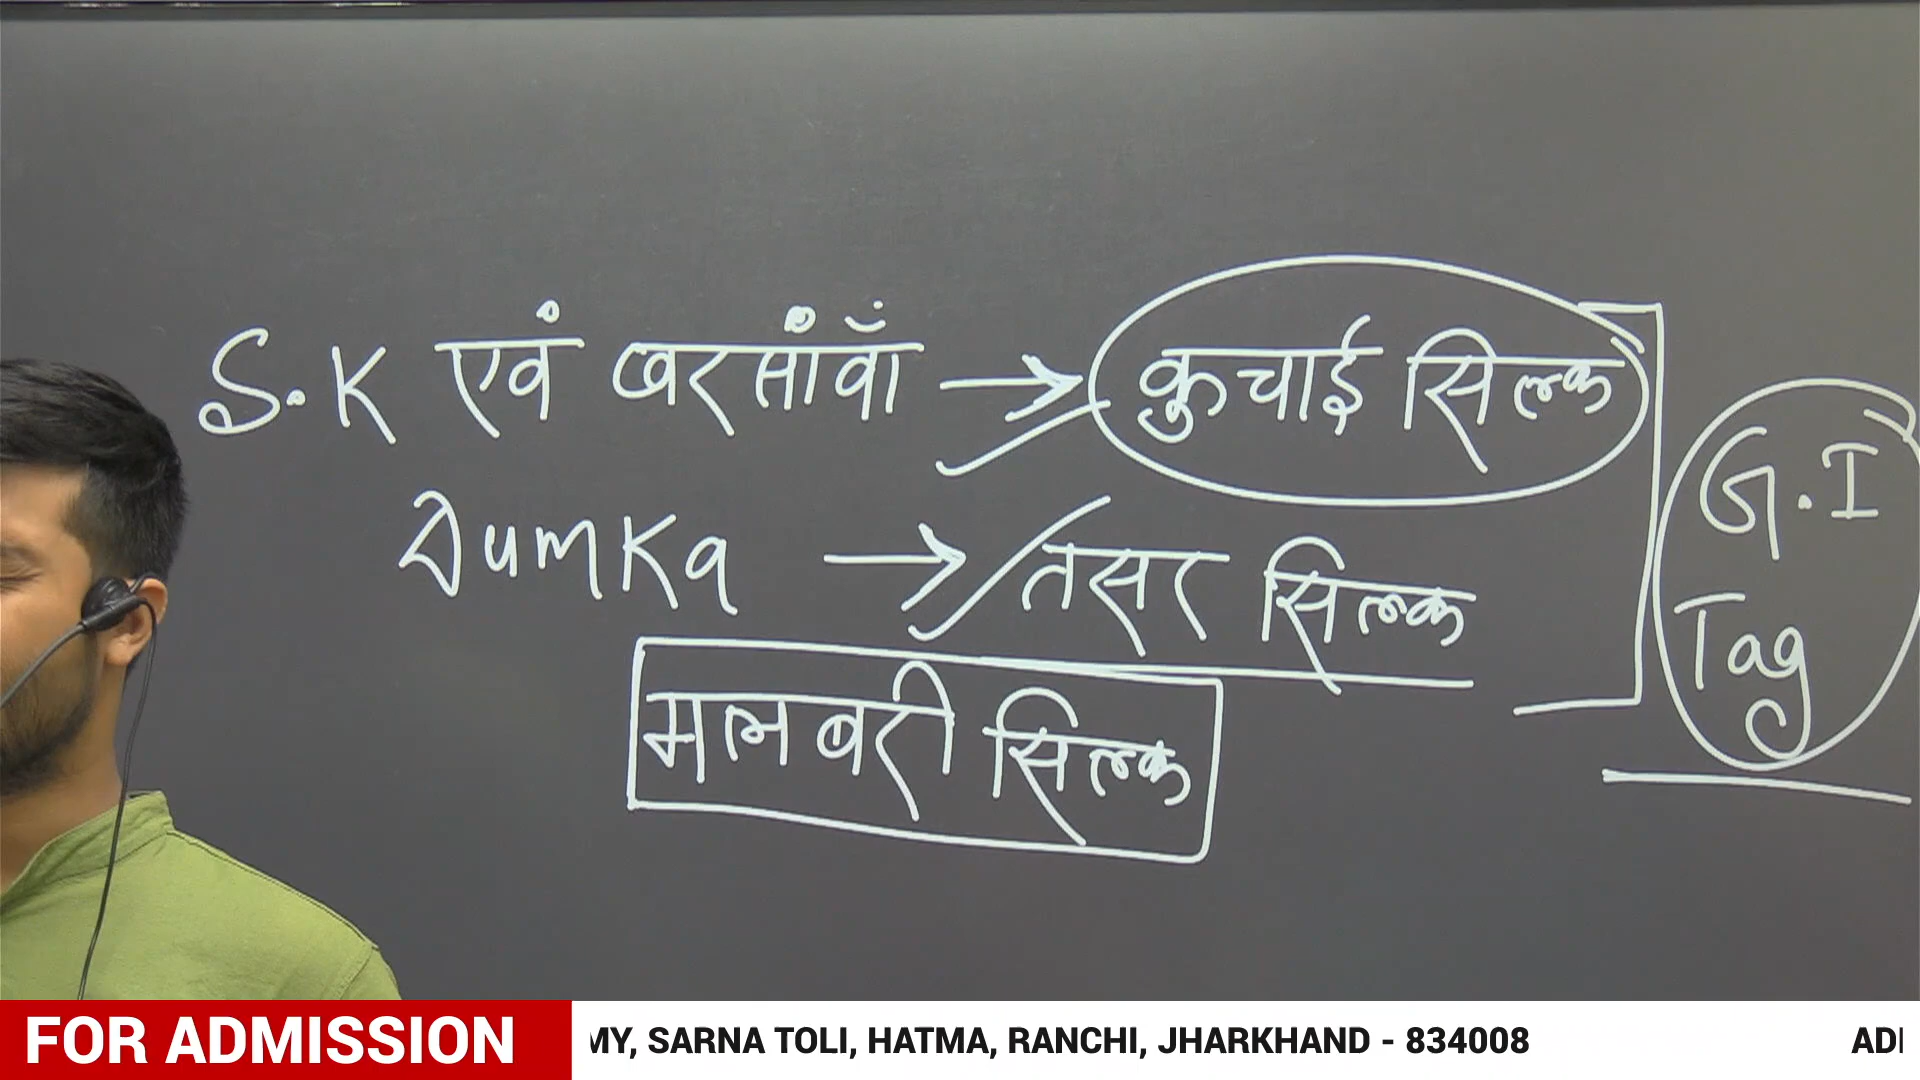 S.K एवं खरसांवाँ → कुचाई सिल्क
Dumka → तसर सिल्क
मलबरी सिल्क
G.I
Tag
FOR ADMISSION
MY, SARNA TOLI, HATMA, RANCHI, JHARKHAND - 834008